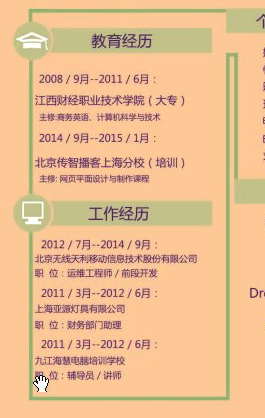 教育经历
2008 / 9月--2011 / 6月：
江西财经职业技术学院（大专）
主修:商务英语、计算机科学与技术
2014 / 9月--2015 / 1月：
北京传智播客上海分校（培训）
主修: 网页平面设计与制作课程
工作经历
2012 / 7月--2014 / 9月：
北京无线天利移动信息技术股份有限公司
职 位：运维工程师 / 前段开发
2011 / 3月--2012 / 6月：
上海亚源灯具有限公司
职 位：财务部门助理
2011 / 3月--2012 / 6月：
九江海慧电脑培训学校
职 位：辅导员 / 讲师
个
Dr